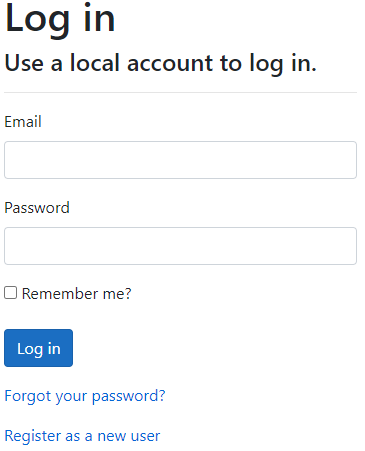 Log in
Use a local account to log in.
Email
Password
Remember me?
Log in
Forgot your password?
Register as a new user